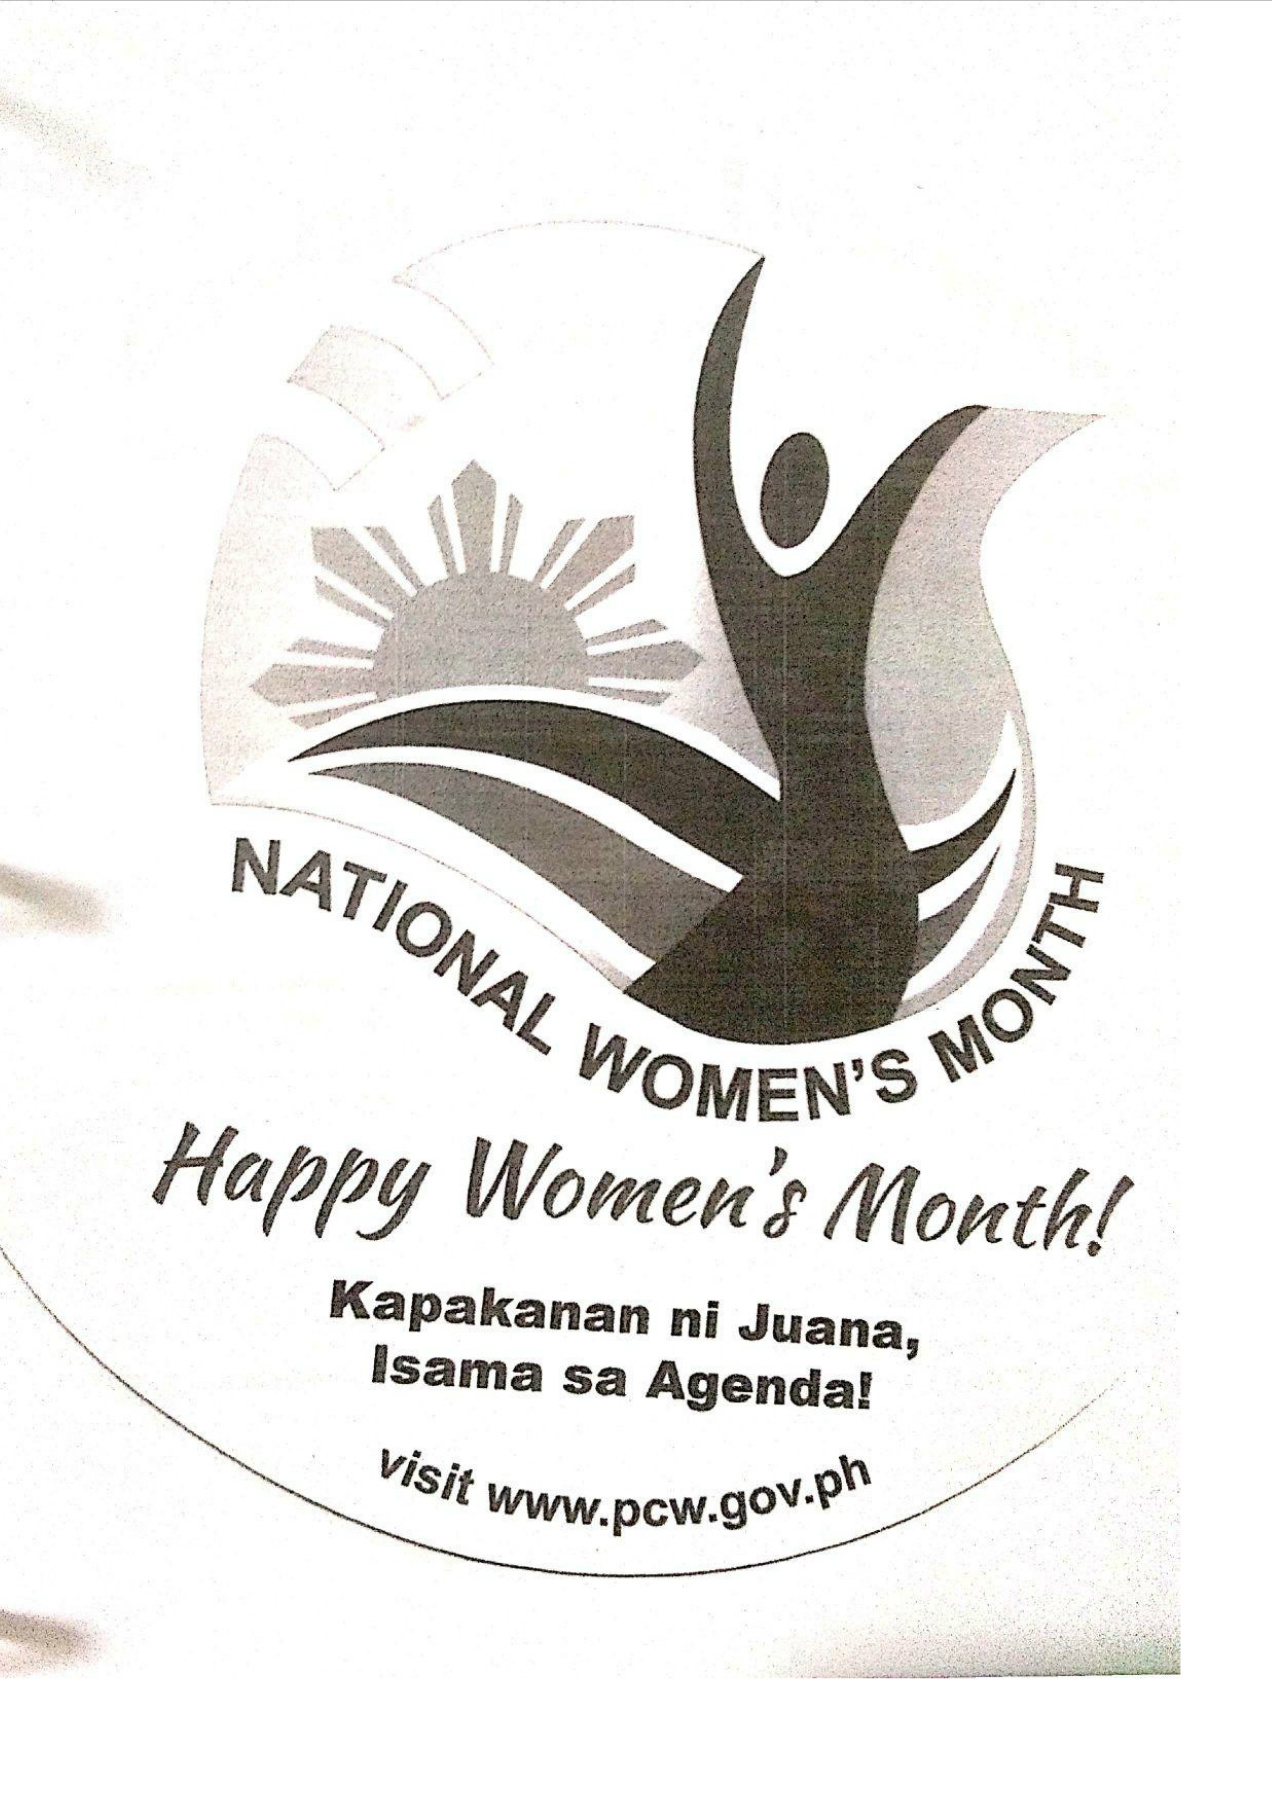 NATIONAL WOMEN'S MONTH
Happy Women's Month!
Kapakanan ni Juana,
Isama sa Agenda!
visit www.pcw.gov.ph